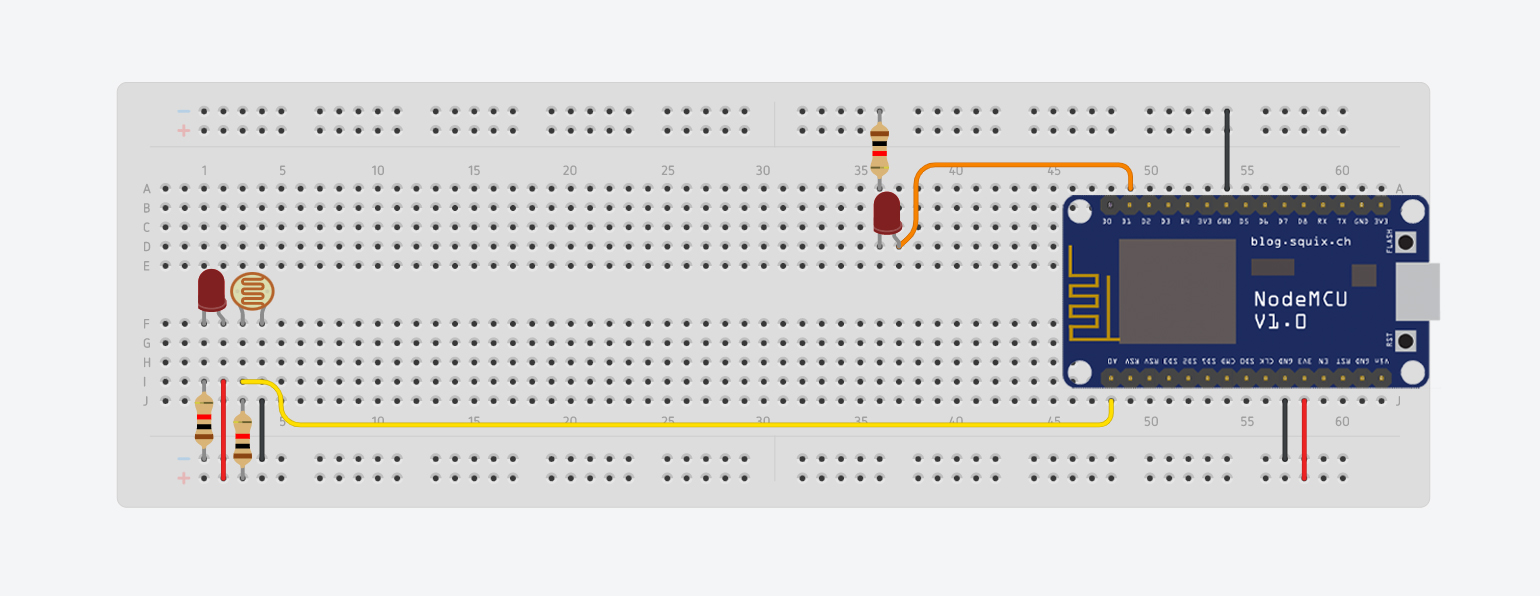 −
+
1 5 10 15 20 25 30 35 40 45 50 55 60
A A
B
C
D
E
F
G
H
I
J J
D0 D1 D2 D3 D4 3V3 GND D5 D6 D7 D8 RX TX GND 3V3
FLASH
blog.squix.ch
NodeMCU
V1.0
RST
A0 RSV RSV SD3 SD2 SD1 CMD SD0 CLK GND 3V3 EN RST GND Vin
5 10 15 20 25 30 35 40 45 50 55 60
−
+